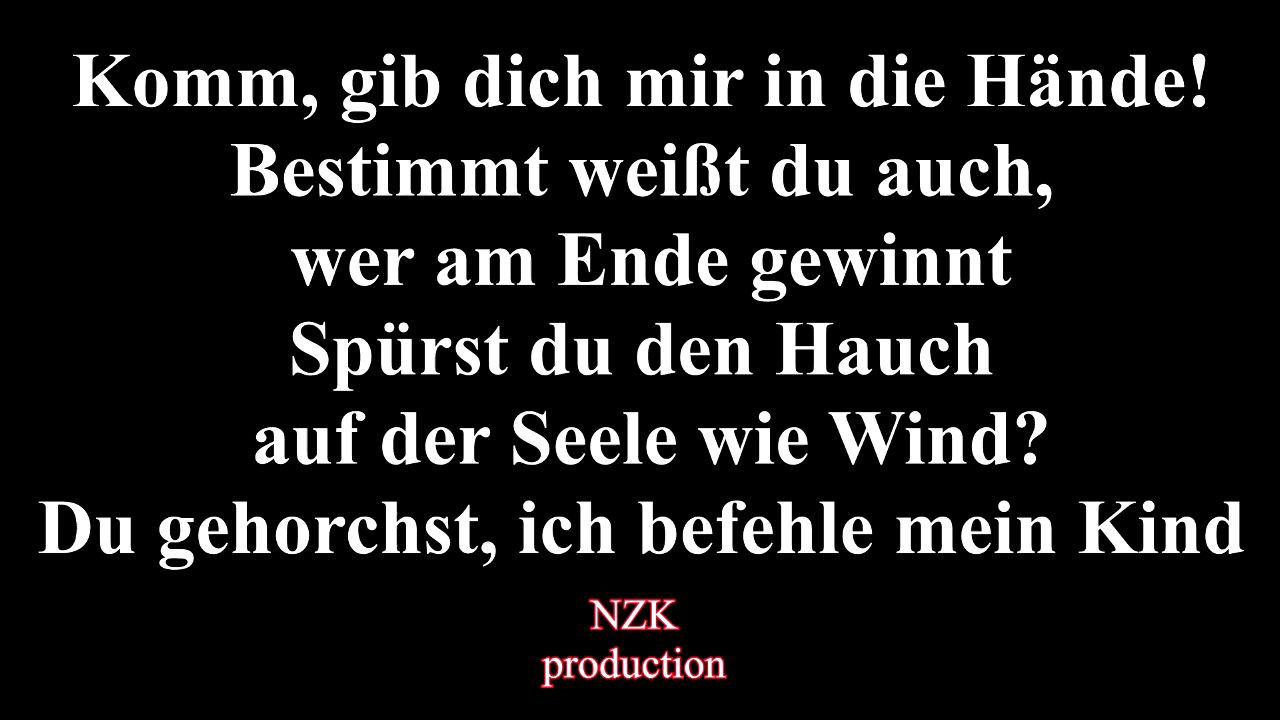 Komm, gib dich mir in die Hände!
Bestimmt weißt du auch,
wer am Ende gewinnt
Spürst du den Hauch
auf der Seele wie Wind?
Du gehorchst, ich befehle mein Kind
NZK
production